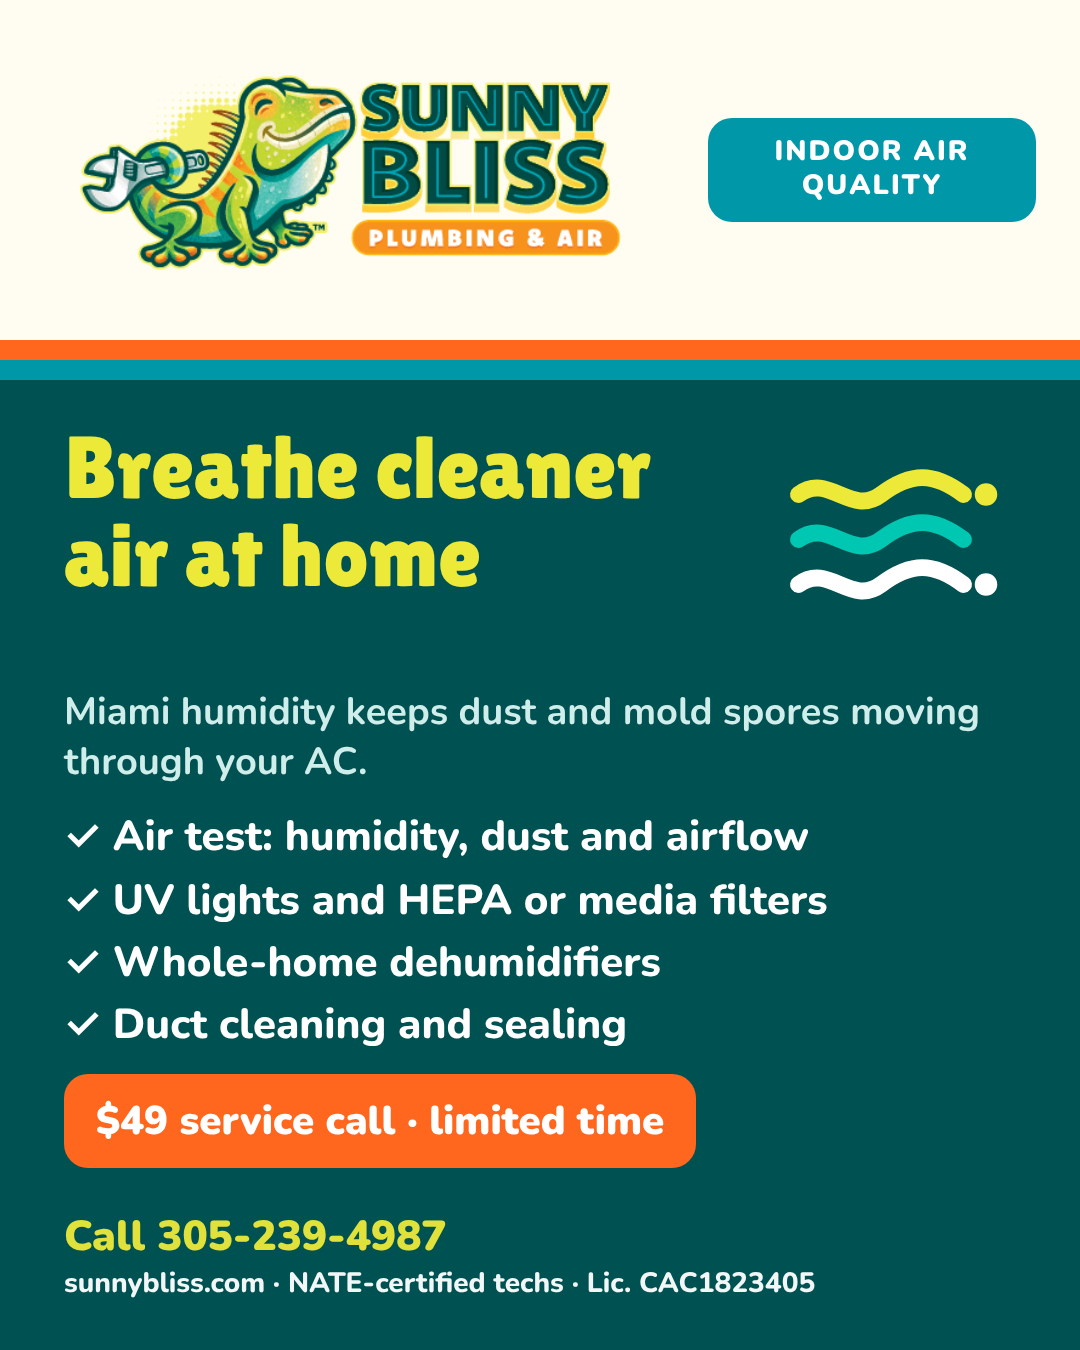 SUNNY
BLISS
PLUMBING & AIR
TM
INDOOR AIR
QUALITY
Breathe cleaner
air at home
Miami humidity keeps dust and mold spores moving
through your AC.
✓ Air test: humidity, dust and airflow
✓ UV lights and HEPA or media filters
✓ Whole-home dehumidifiers
✓ Duct cleaning and sealing
$49 service call · limited time
Call 305-239-4987
sunnybliss.com · NATE-certified techs · Lic. CAC1823405